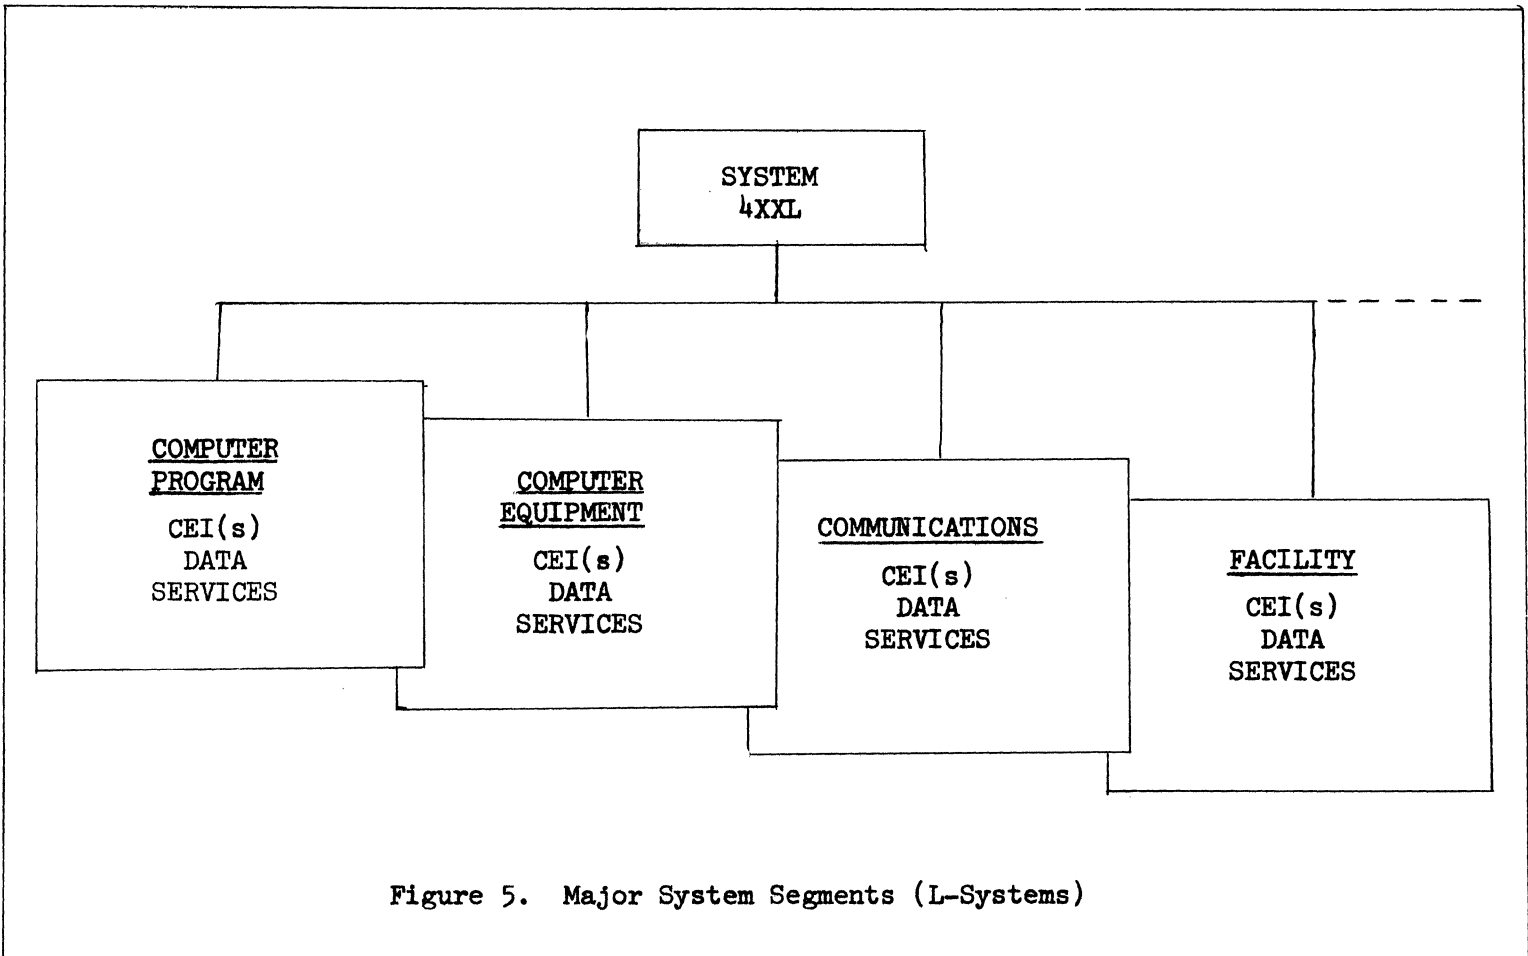 SYSTEM
4XXL
COMPUTER
PROGRAM
CEI(s)
DATA
SERVICES
COMPUTER
EQUIPMENT
CEI(s)
DATA
SERVICES
COMMUNICATIONS
CEI(s)
DATA
SERVICES
FACILITY
CEI(s)
DATA
SERVICES
Figure 5. Major System Segments (L-Systems)